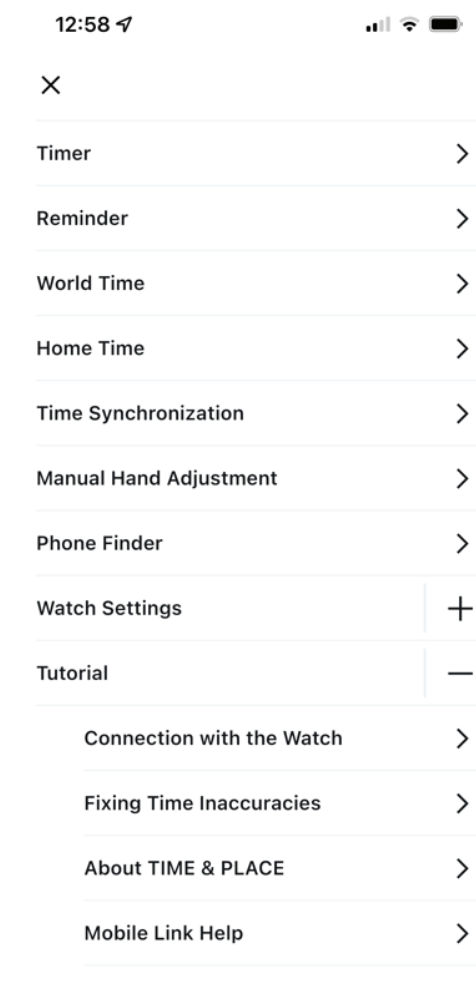 12:58
Timer
Reminder
World Time
Home Time
Time Synchronization
Manual Hand Adjustment
Phone Finder
Watch Settings
Tutorial
Connection with the Watch
Fixing Time Inaccuracies
About TIME & PLACE
Mobile Link Help